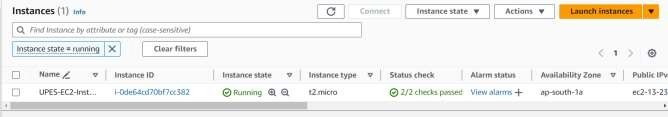 Instances (1) Info
Connect Instance state Actions Launch instances
Find Instance by attribute or tag (case-sensitive)
Instance state = running Clear filters
1
Name Instance ID Instance state Instance type Status check Alarm status Availability Zone Public IPv
UPES-EC2-Inst... i-0de64cd70bf7cc382 Running t2.micro 2/2 checks passed View alarms ap-south-1a ec2-13-23